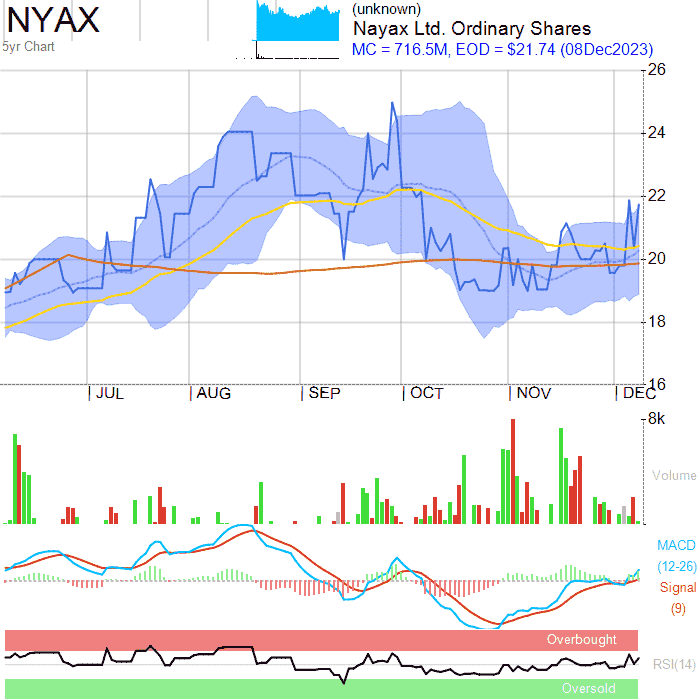 NYAX
5yr Chart
(unknown)
Nayax Ltd. Ordinary Shares
MC = 716.5M, EOD = $21.74 (08Dec2023)
26
24
22
20
18
16
JUL AUG SEP OCT NOV DEC
8k
Volume
MACD
(12-26)
Signal
(9)
Overbought
RSI(14)
Oversold